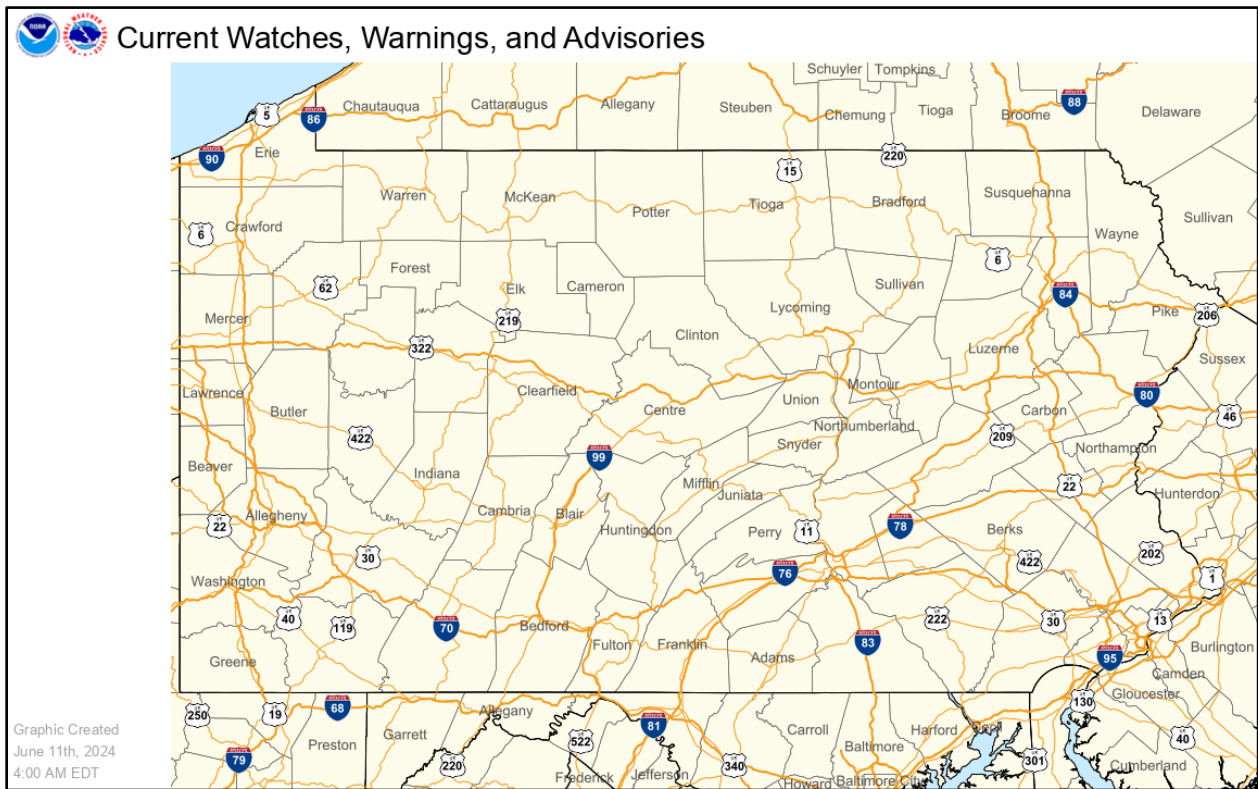 NOAA
Current Watches, Warnings, and Advisories
Schuyler
Tompkins
Chautauqua
Cattaraugus
Allegany
Steuben
Chemung
Tioga
Broome
88
Delaware
5
86
90
Erie
220
15
Warren
McKean
Potter
Tioga
Bradford
Susquehanna
Sullivan
6
Crawford
Wayne
6
Forest
62
Elk
Cameron
Sullivan
84
Mercer
219
Lycoming
Pike
206
322
Clinton
Luzerne
Sussex
Lawrence
Clearfield
Montour
80
Butler
Centre
Union
Carbon
46
422
Northumberland
209
Snyder
Northampton
99
Beaver
Indiana
Mifflin
22
Juniata
Hunterdon
22
Allegheny
Cambria
Blair
Huntingdon
Perry
11
78
Berks
30
202
422
76
1
Washington
40
119
70
Bedford
222
30
13
Fulton
Franklin
83
Greene
Adams
95
Burlington
Camden
Gloucester
250
19
68
Allegany
130
81
Carroll
Harford
Cecil
Graphic Created
June 11th, 2024
4:00 AM EDT
79
Preston
Garrett
522
Baltimore
40
220
340
301
Cumberland
Frederick
Jefferson
Howard
Baltimore City